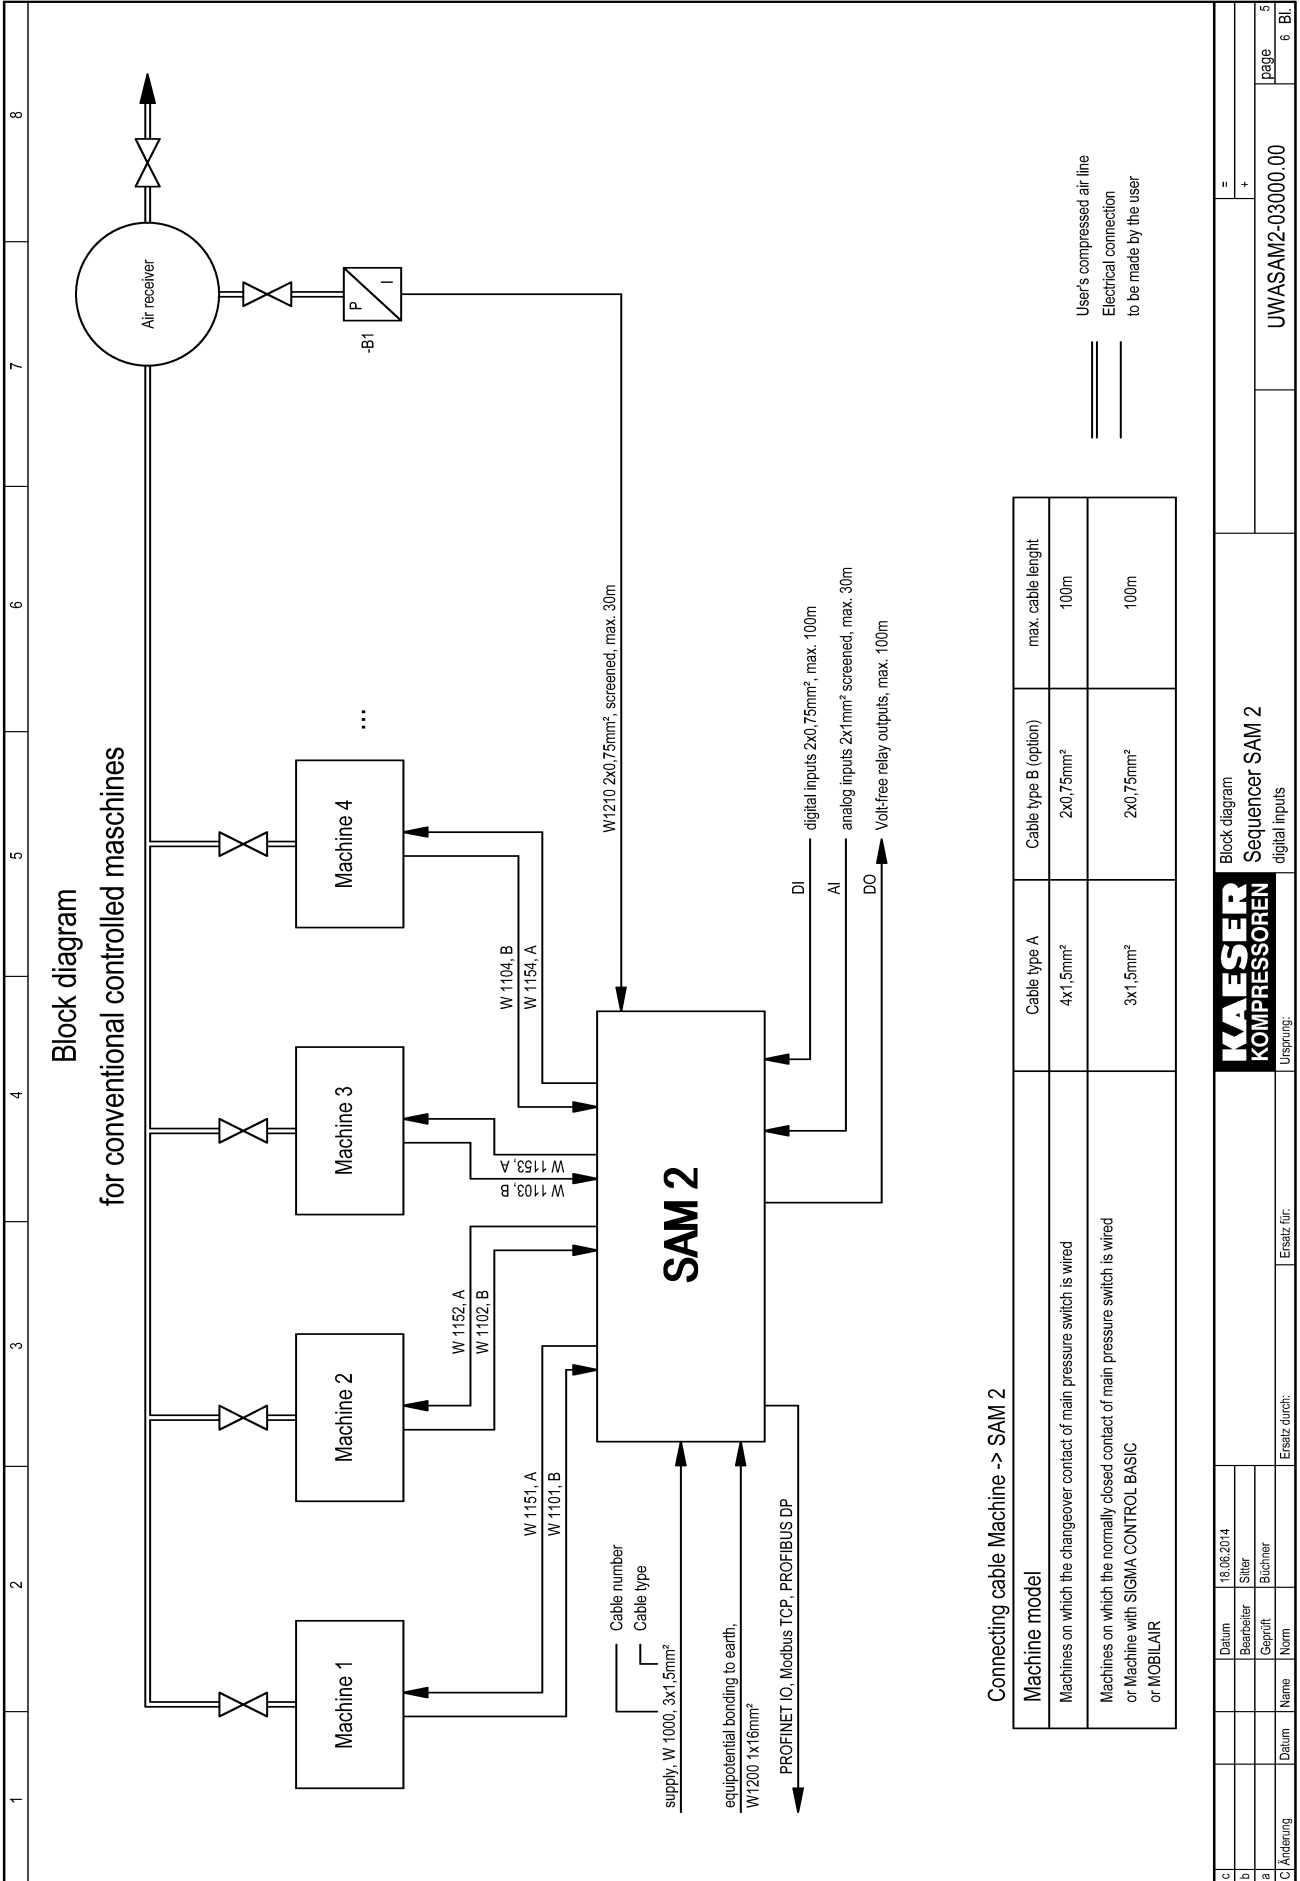 1
2
3
4
5
6
7
8
Block diagram
for conventional controlled maschines
Air receiver
P
I
-B1
Machine 1
Machine 2
Machine 3
Machine 4
...
W 1151, A
W 1101, B
W 1152, A
W 1102, B
W 1153, A
W 1103, B
W 1104, B
W 1154, A
W1210 2x0,75mm², screened, max. 30m
SAM 2
Cable number
Cable type
supply, W 1000, 3x1,5mm²
equipotential bonding to earth,
W1200 1x16mm²
PROFINET IO, Modbus TCP, PROFIBUS DP
DI
digital inputs 2x0,75mm², max. 100m
AI
analog inputs 2x1mm² screened, max. 30m
DO
Volt-free relay outputs, max. 100m
User's compressed air line
Electrical connection
to be made by the user
Connecting cable Machine -> SAM 2
Machine model
Cable type A
Cable type B (option)
max. cable lenght
Machines on which the changeover contact of main pressure switch is wired
4x1,5mm²
2x0,75mm²
100m
Machines on which the normally closed contact of main pressure switch is wired
or Machine with SIGMA CONTROL BASIC
or MOBILAIR
3x1,5mm²
2x0,75mm²
100m
c
b
a
C
Änderung
Datum
Name
Datum
18.06.2014
Bearbeiter
Sitter
Geprüft
Büchner
Norm
Ersatz durch:
Ersatz für:
Ursprung:
KAESER
KOMPRESSOREN
Block diagram
Sequencer SAM 2
digital inputs
=
+
UWASAM2-03000.00
page
5
6 Bl.